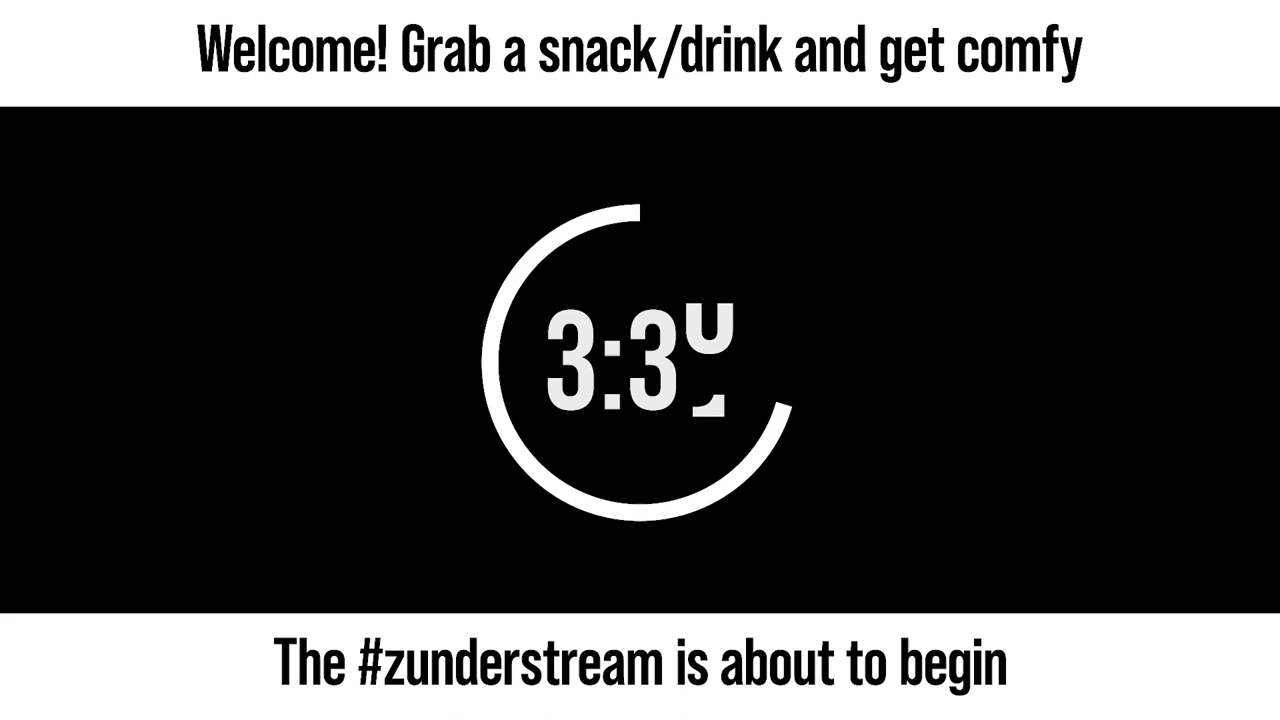 Welcome! Grab a snack/drink and get comfy
3:3
The #zunderstream is about to begin